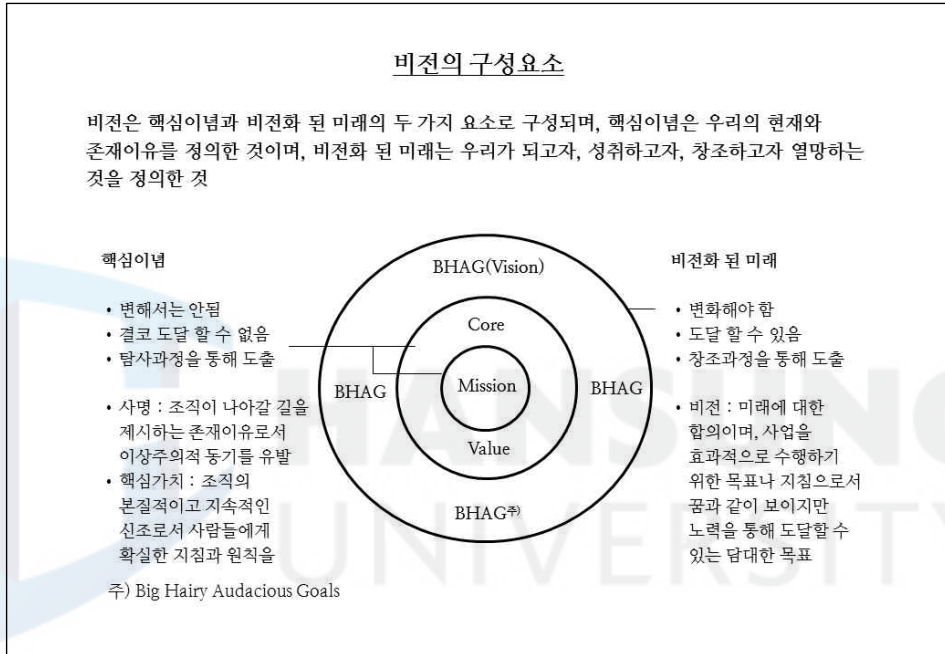 비전의 구성요소
비전은 핵심이념과 비전화 된 미래의 두 가지 요소로 구성되며, 핵심이념은 우리의 현재와
존재이유를 정의한 것이며, 비전화 된 미래는 우리가 되고자, 성취하고자, 창조하고자 열망하는
것을 정의한 것
핵심이념
• 변해서는 안됨
• 결코 도달 할 수 없음
• 탐사과정을 통해 도출
• 사명 : 조직이 나아갈 길을
제시하는 존재이유로서
이상주의적 동기를 유발
• 핵심가치 : 조직의
본질적이고 지속적인
신조로서 사람들에게
확실한 지침과 원칙을
BHAG(Vision)
Core
BHAG
Mission
BHAG
Value
BHAG주)
비전화 된 미래
• 변화해야 함
• 도달 할 수 있음
• 창조과정을 통해 도출
• 비전 : 미래에 대한
합의이며, 사업을
효과적으로 수행하기
위한 목표나 지침으로서
꿈과 같이 보이지만
노력을 통해 도달할 수
있는 담대한 목표
주) Big Hairy Audacious Goals
HANSUNG
UNIVERSITY